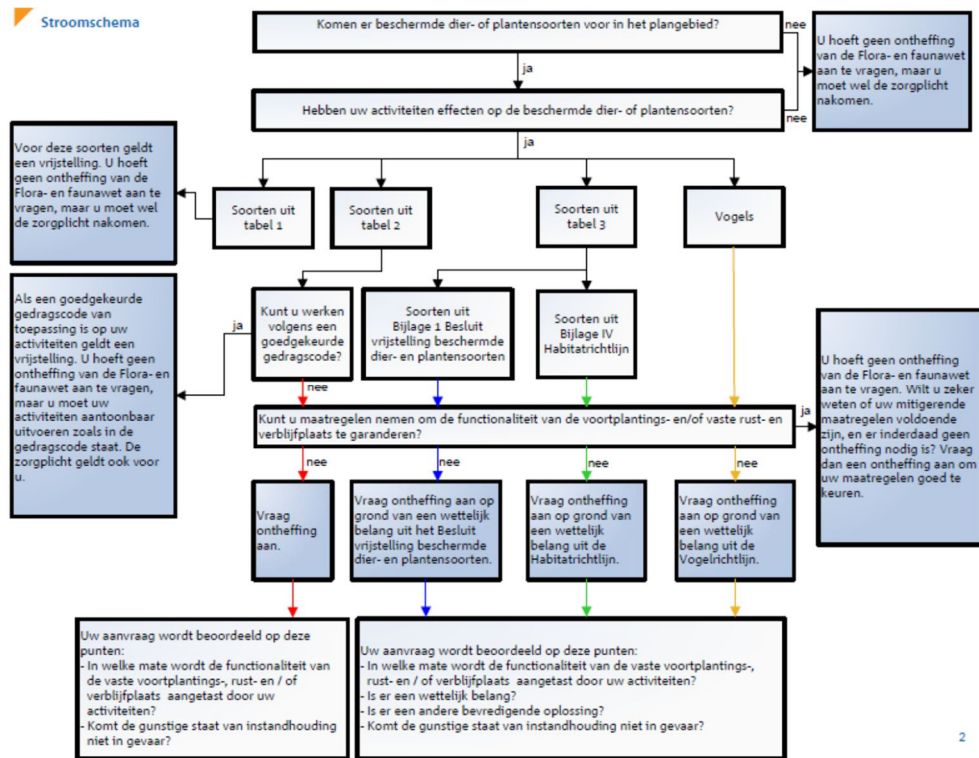 Stroomschema
Komen er beschermde dier- of plantensoorten voor in het plangebied?
nee
U hoeft geen ontheffing
van de Flora- en faunawet
aan te vragen, maar u
moet wel de zorgplicht
nakomen.
ja
Hebben uw activiteiten effecten op de beschermde dier- of plantensoorten?
nee
ja
Voor deze soorten geldt
een vrijstelling. U hoeft
geen ontheffing van de
Flora- en faunawet aan te
vragen, maar u moet wel
de zorgplicht nakomen.
Soorten uit
tabel 1
Soorten uit
tabel 2
Soorten uit
tabel 3
Vogels
Als een goedgekeurde
gedragscode van
toepassing is op uw
activiteiten geldt een
vrijstelling. U hoeft geen
ontheffing van de Flora- en
faunawet aan te vragen,
maar u moet uw
activiteiten aantoonbaar
uitvoeren zoals in de
gedragscode staat. De
zorgplicht geldt ook voor
u.
ja
Kunt u werken
volgens een
goedgekeurde
gedragscode?
Soorten uit
Bijlage 1 Besluit
vrijstelling beschermde
dier- en plantensoorten
Soorten uit
Bijlage IV
Habitatrichtlijn
nee
Kunt u maatregelen nemen om de functionaliteit van de voortplantings- en/of vaste rust- en
verblijfplaats te garanderen?
ja
U hoeft geen ontheffing
van de Flora- en faunawet
aan te vragen. Wilt u zeker
weten of uw mitigerende
maatregelen voldoende
zijn, en er inderdaad geen
ontheffing nodig is? Vraag
dan een ontheffing aan om
uw maatregelen goed te
keuren.
nee
nee
nee
nee
Vraag
ontheffing
aan.
Vraag ontheffing aan op
grond van een wettelijk
belang uit het Besluit
vrijstelling beschermde
dier- en plantensoorten.
Vraag ontheffing
aan op grond van
een wettelijk
belang uit de
Habitatrichtlijn.
Vraag ontheffing
aan op grond van
een wettelijk
belang uit de
Vogelrichtlijn.
Uw aanvraag wordt beoordeeld op deze
punten:
- In welke mate wordt de functionaliteit van
de vaste voortplantings-, rust- en / of
verblijfplaats aangetast door uw
activiteiten?
- Komt de gunstige staat van instandhouding
niet in gevaar?
Uw aanvraag wordt beoordeeld op deze punten:
- In welke mate wordt de functionaliteit van de vaste voortplantings-,
rust- en / of verblijfplaats aangetast door uw activiteiten?
- Is er een wettelijk belang?
- Is er een andere bevredigende oplossing?
- Komt de gunstige staat van instandhouding niet in gevaar?
2